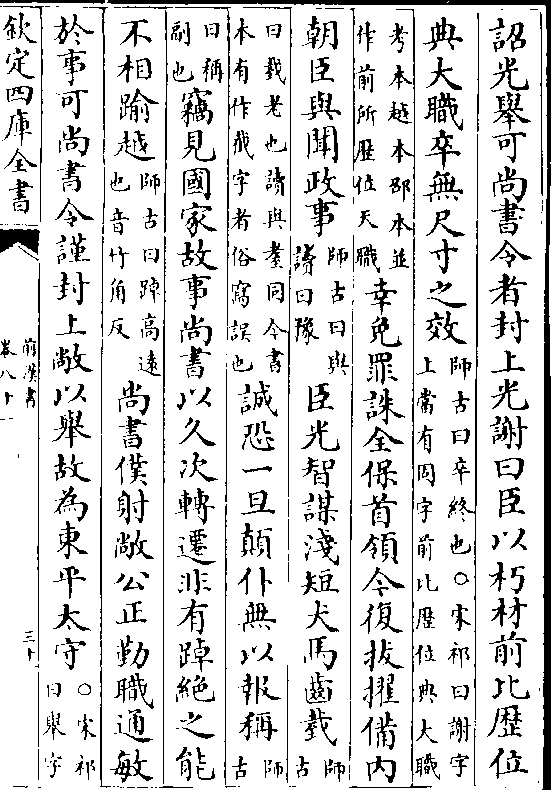 詔光舉可尚書令者封上光謝曰臣以朽材前比歷位
典大職卒無尺寸之效師古曰卒終也○宋祁曰謝字上當有罔字前比歷位典大職
考本越本邵本並作前所歷位天職幸免罪誅全保首領今復拔擢備內
朝臣與聞政事師古曰與讀曰豫臣光智謀淺短犬馬齒臷師古
曰臷老也讀與耋同今書本有作截字者俗寫誤也誠恐一旦顛仆無以報稱師古
曰稱副也竊見國家故事尚書以久次轉遷非有踔絶之能
不相踰越師古曰踔高遠也音竹角反尚書僕射敞公正勤職通敏
於事可尚書令謹封上敞以舉故為東平太守○宋祁曰舉字
欽定四庫全書
前漢書
卷八十一
三十